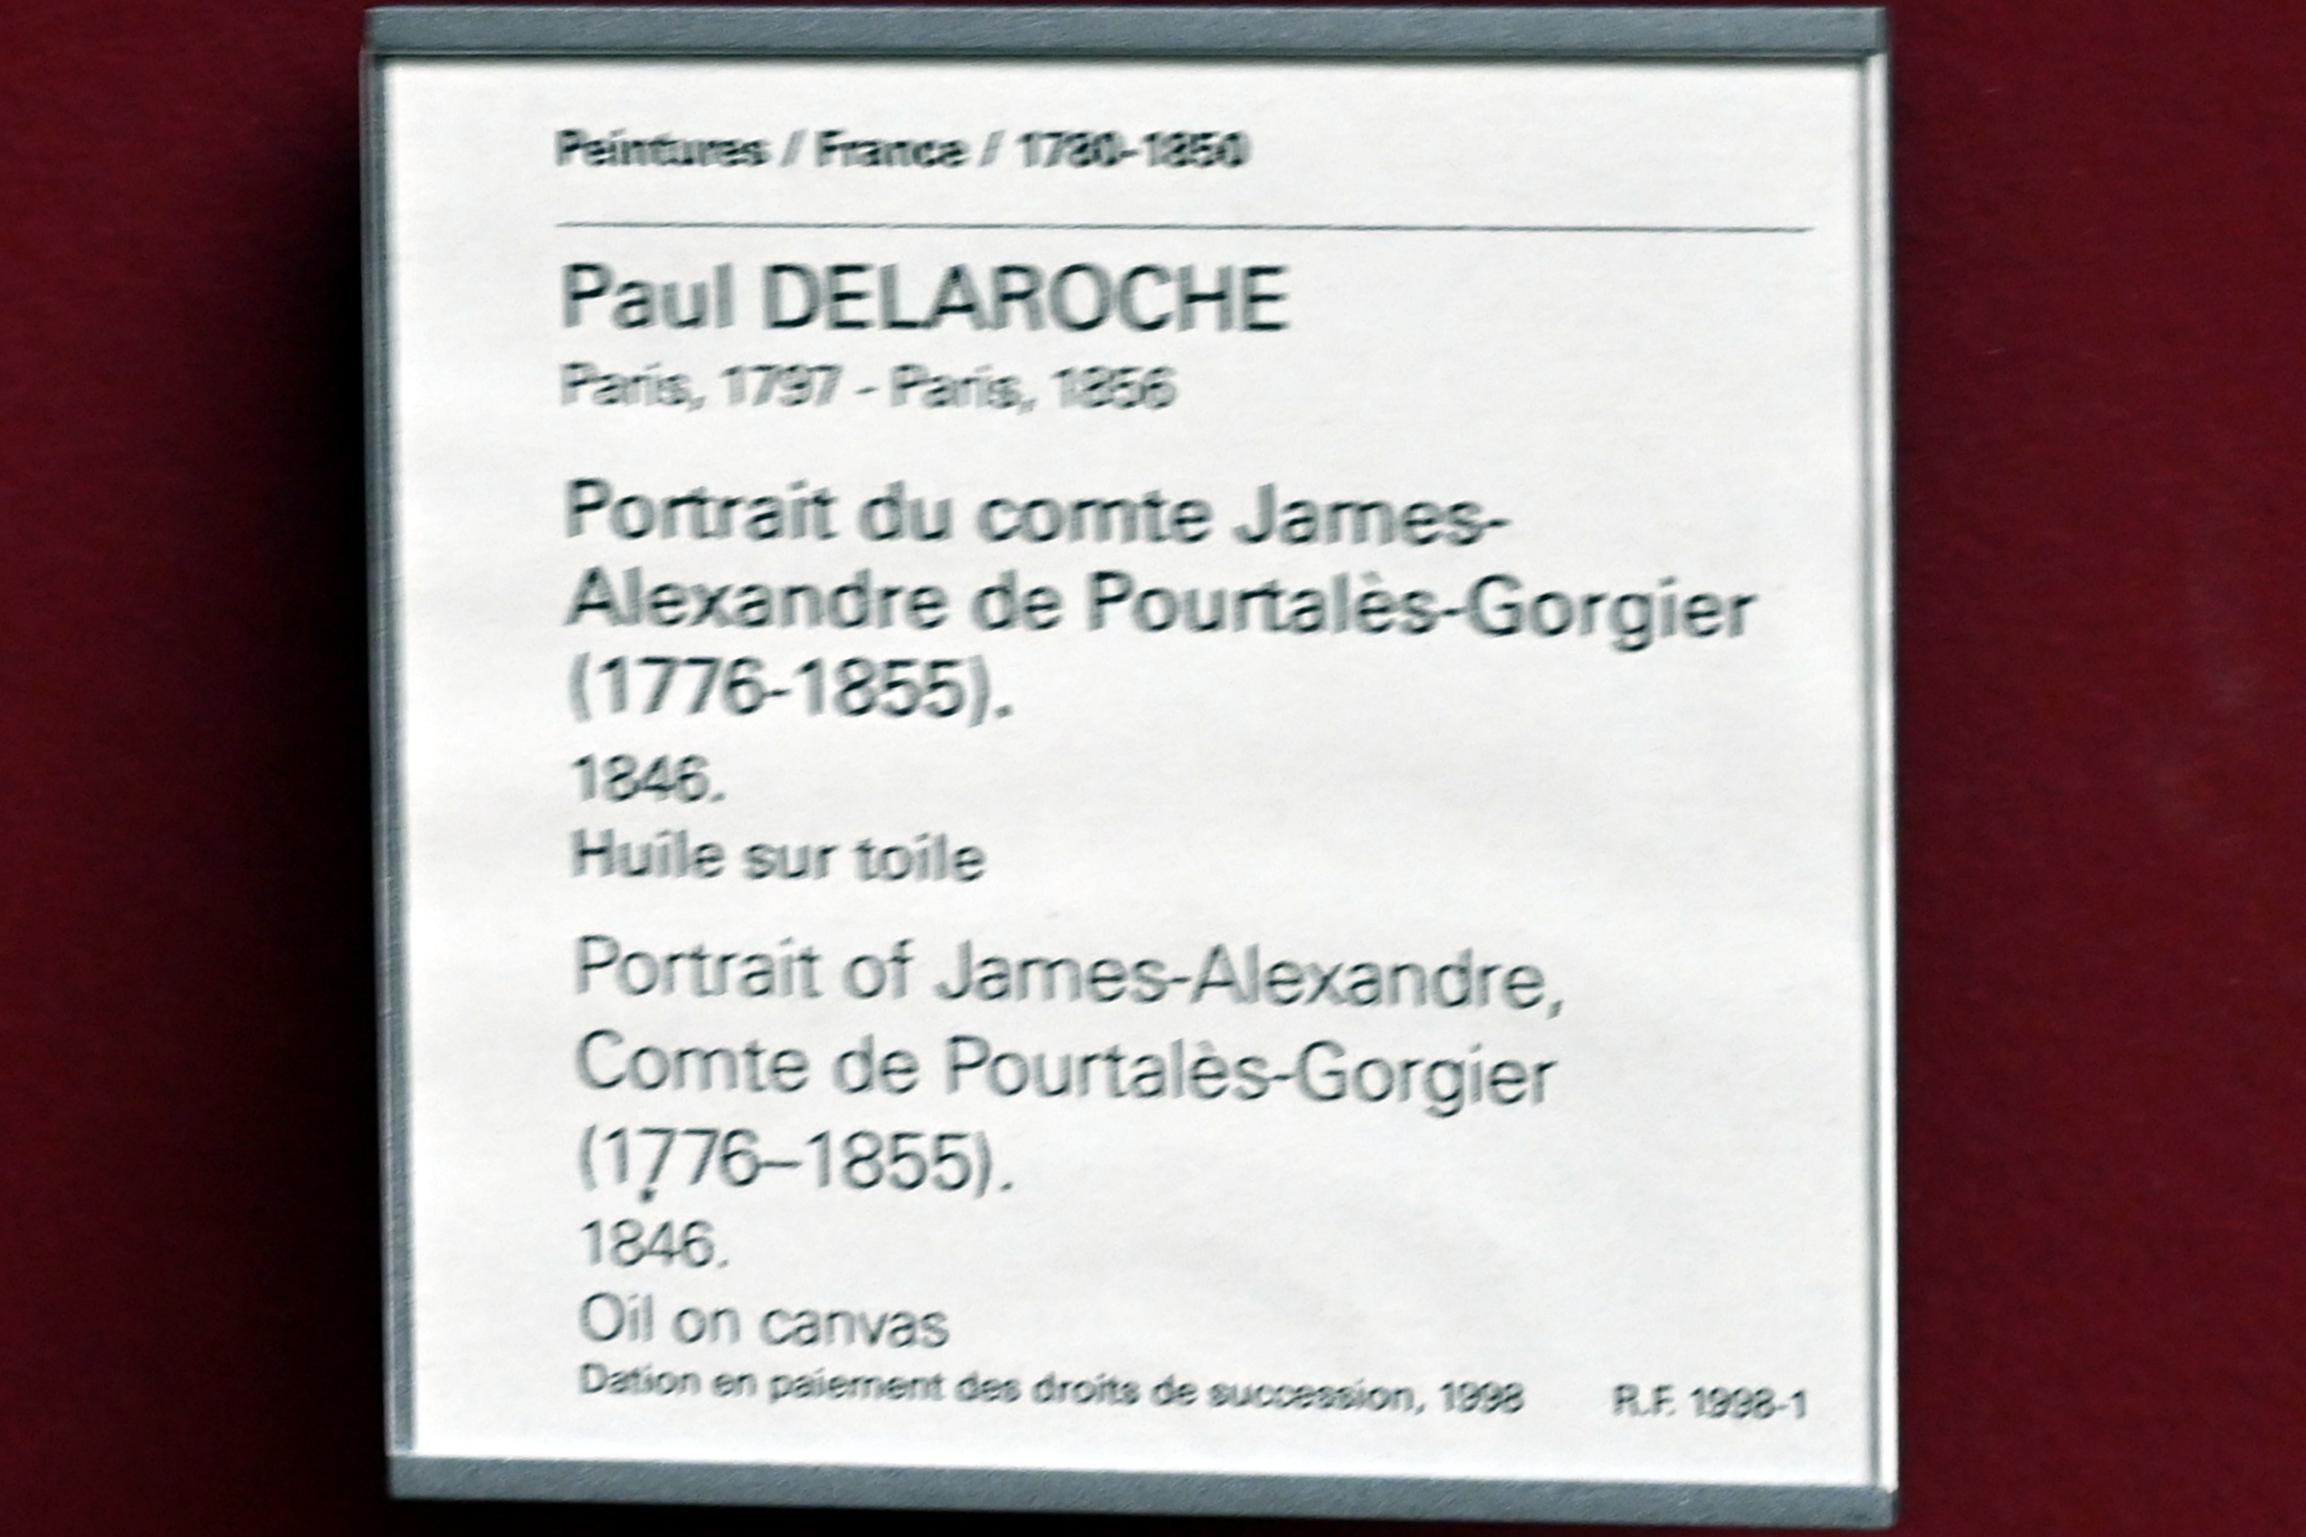 Peintures / France / 1780-1850
Paul DELAROCHE
Paris, 1797 - Paris, 1856
Portrait du comte James-
Alexandre de Pourtalès-Gorgier
(1776-1855).
1846.
Huile sur toile
Portrait of James-Alexandre,
Comte de Pourtalès-Gorgier
(1776–1855).
1846.
Oil on canvas
Dation en paiement des droits de succession, 1998 R.F. 1998-1